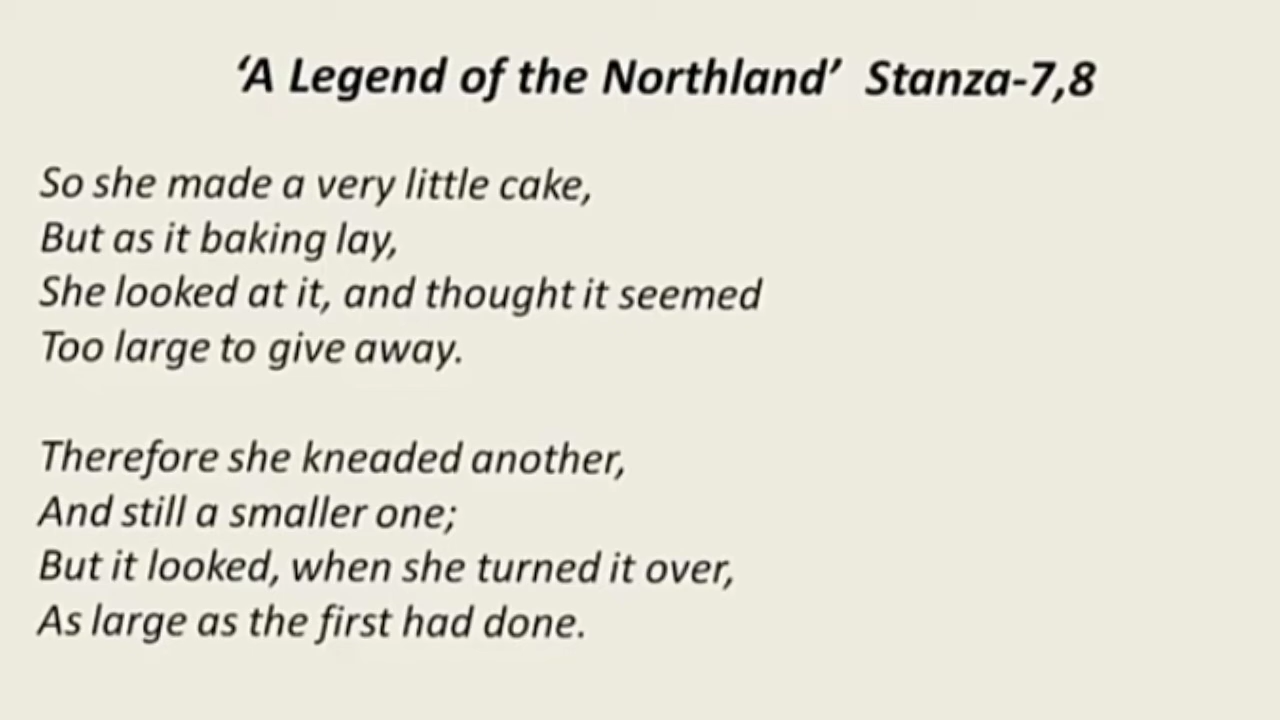 ‘A Legend of the Northland’ Stanza-7,8
So she made a very little cake,
But as it baking lay,
She looked at it, and thought it seemed
Too large to give away.
Therefore she kneaded another,
And still a smaller one;
But it looked, when she turned it over,
As large as the first had done.